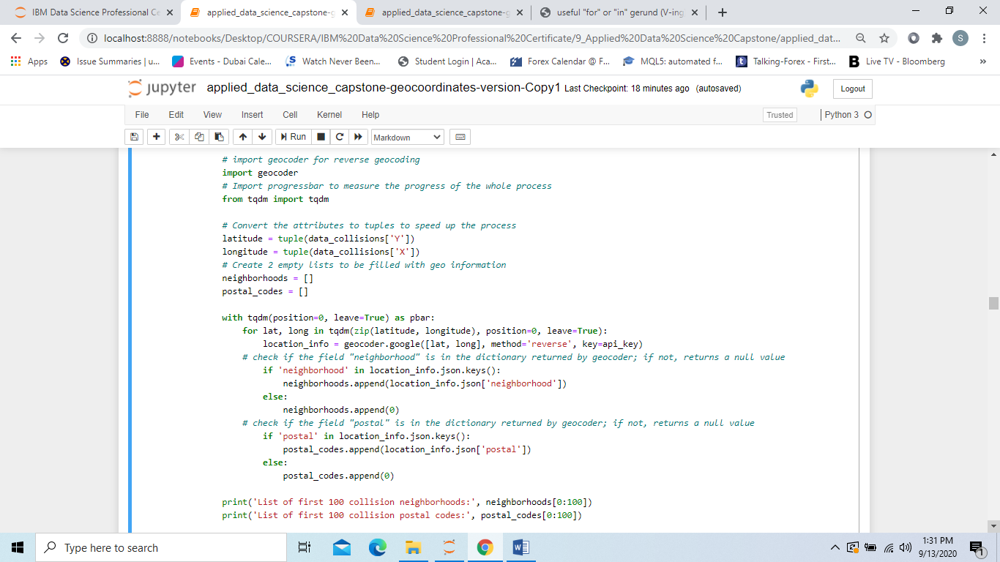 IBM Data Science Professional Ce
applied_data_science_capstone-g
applied_data_science_capstone-g
useful "for" or "in" gerund (V-ing
localhost:8888/notebooks/Desktop/COURSERA/IBM%20Data%20Science%20Professional%20Certificate/9_Applied%20Data%20Science%20Capstone/applied_dat...
S
Apps
Issue Summaries | u...
Events - Dubai Cale...
Watch Never Been...
Student Login | Aca...
Forex Calendar @ F...
MQL5: automated f...
Talking-Forex - First...
Live TV - Bloomberg
»
jupyter applied_data_science_capstone-geocoordinates-version-Copy1 Last Checkpoint: 18 minutes ago (autosaved)
Logout
File Edit View Insert Cell Kernel Help
Trusted
Python 3
Run
Markdown
# import geocoder for reverse geocoding
import geocoder
# Import progressbar to measure the progress of the whole process
from tqdm import tqdm
# Convert the attributes to tuples to speed up the process
latitude = tuple(data_collisions['Y'])
longitude = tuple(data_collisions['X'])
# Create 2 empty lists to be filled with geo information
neighborhoods = []
postal_codes = []
with tqdm(position=0, leave=True) as pbar:
for lat, long in tqdm(zip(latitude, longitude), position=0, leave=True):
location_info = geocoder.google([lat, long], method='reverse', key=api_key)
# check if the field "neighborhood" is in the dictionary returned by geocoder; if not, returns a null value
if 'neighborhood' in location_info.json.keys():
neighborhoods.append(location_info.json['neighborhood'])
else:
neighborhoods.append(0)
# check if the field "postal" is in the dictionary returned by geocoder; if not, returns a null value
if 'postal' in location_info.json.keys():
postal_codes.append(location_info.json['postal'])
else:
postal_codes.append(0)
print('List of first 100 collision neighborhoods:', neighborhoods[0:100])
print('List of first 100 collision postal codes:', postal_codes[0:100])
Type here to search
1:31 PM
9/13/2020
1